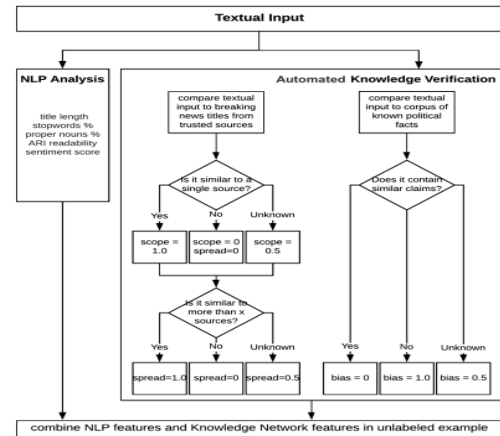 Textual Input
NLP Analysis
title length
stopwords %
proper nouns %
ARI readability
sentiment score
Automated Knowledge Verification
compare textual
input to breaking
news titles from
trusted sources
compare textual
input to corpus of
known political
facts
Is it similar to a
single source?
Does it contain
similar claims?
Yes
No
Unknown
scope =
1.0
scope = 0
spread=0
scope =
0.5
Is it similar to
more than x
sources?
Yes
No
Unknown
Yes
No
Unknown
spread=1.0
spread=0
spread=0.5
bias = 0
bias = 1.0
bias = 0.5
combine NLP features and Knowledge Network features in unlabeled example